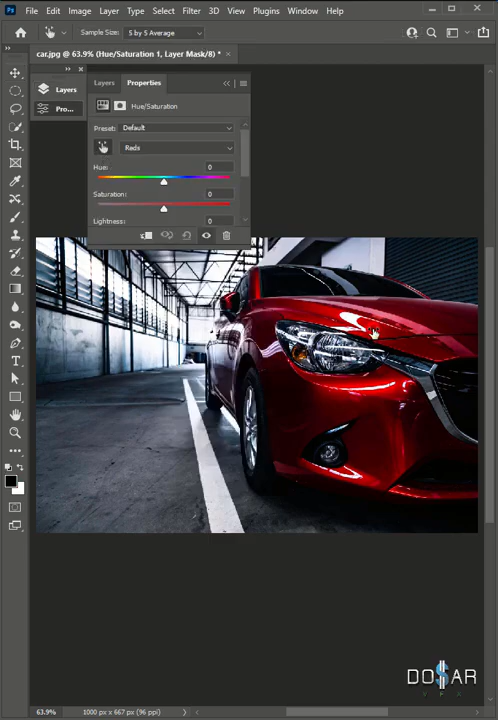 Ps File Edit Image Layer Type Select Filter 3D View Plugins Window Help
Sample Size: 5 by 5 Average
car.jpg @ 63.9% (Hue/Saturation 1, Layer Mask/8) *
Layers
Pro...
Layers Properties
Hue/Saturation
Preset: Default
Reds
Hue: 0
Saturation: 0
Lightness: 0
DOSAR
VFX
63.9% 1000 px x 667 px (96 ppi)